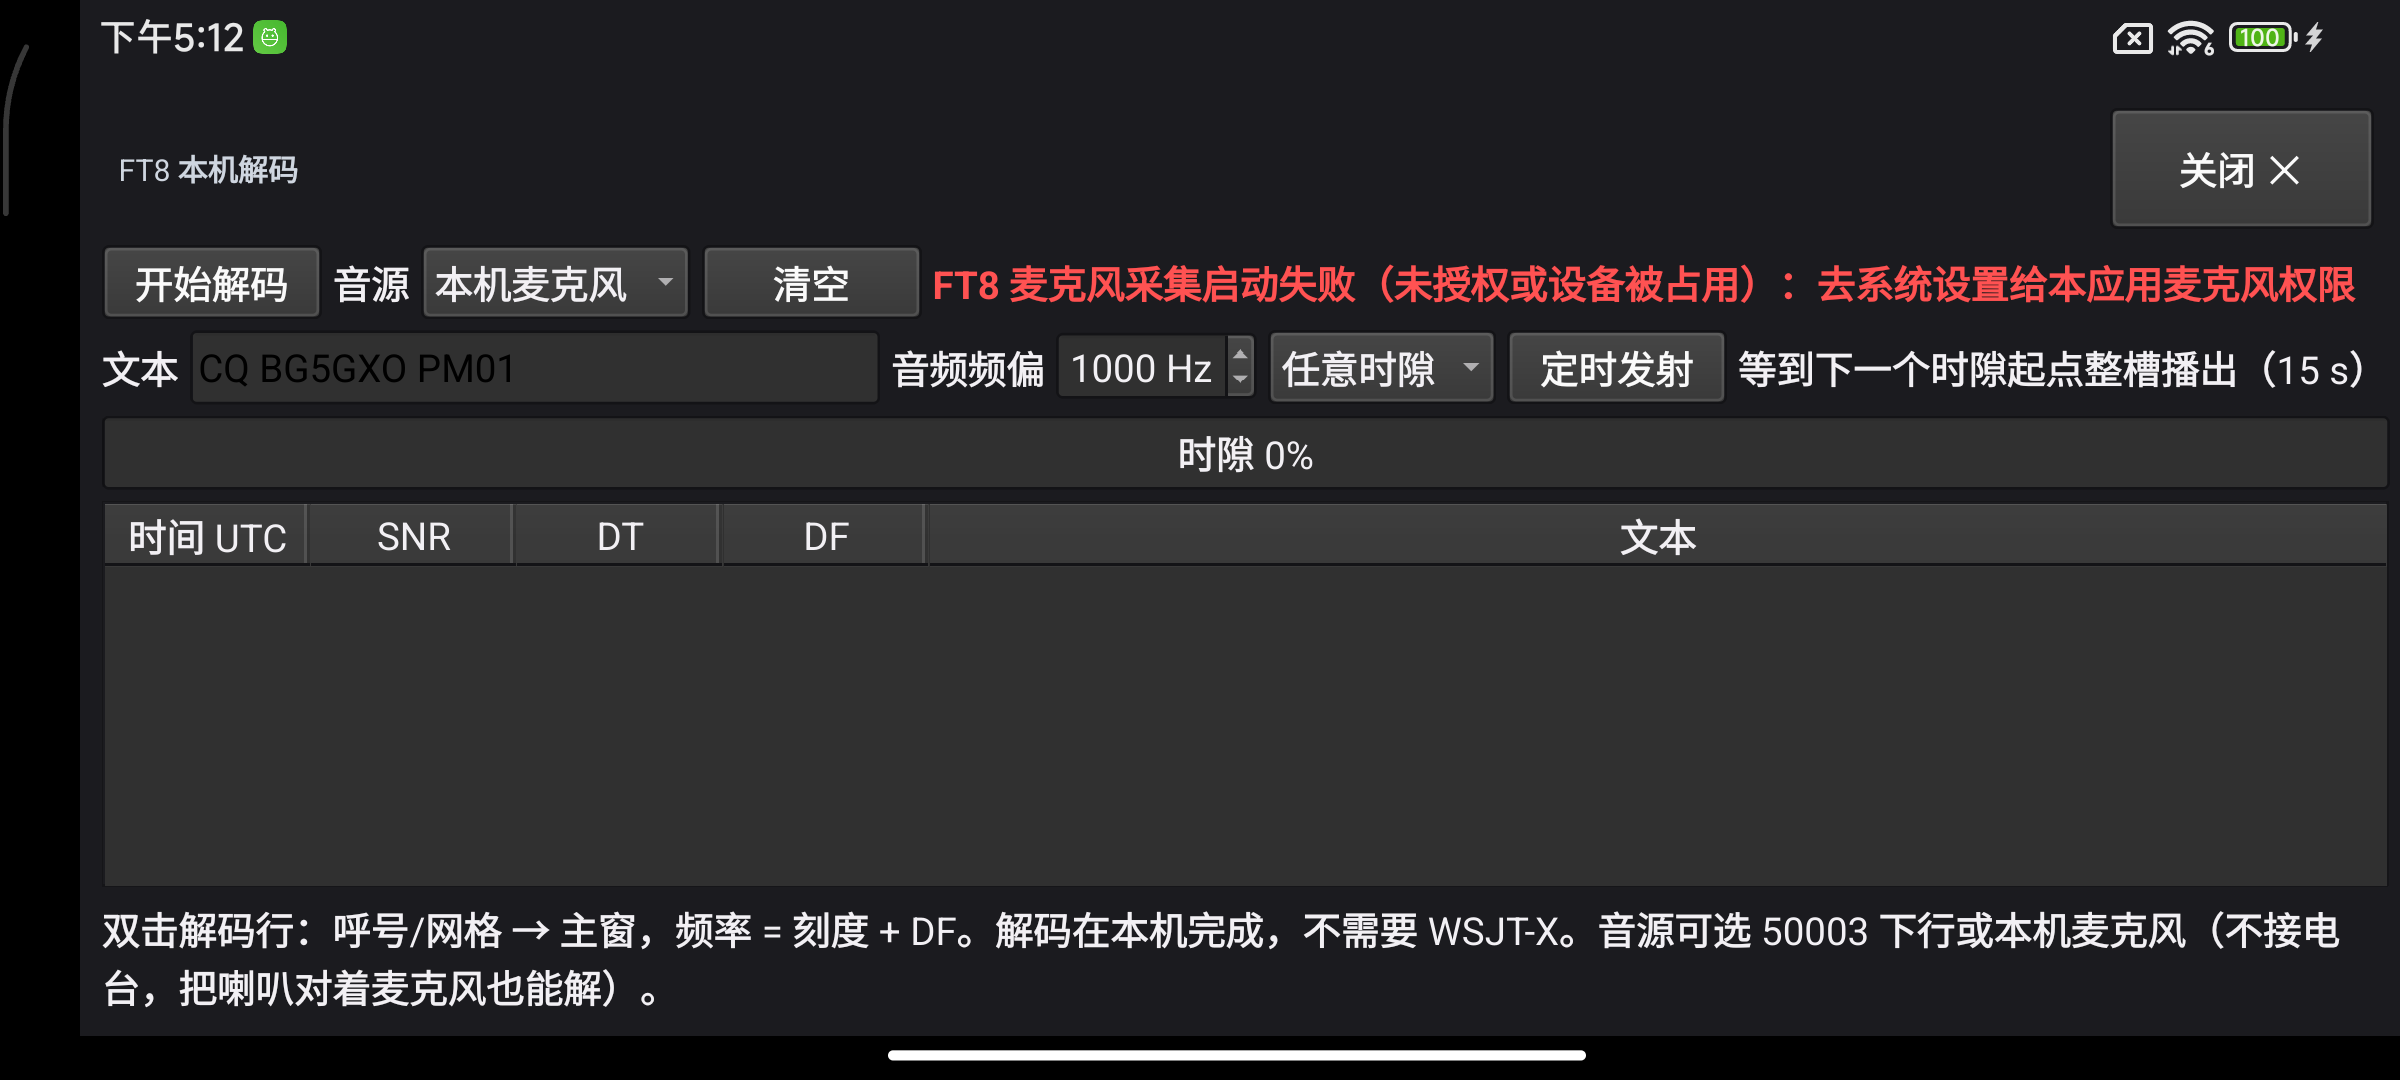 下午5:12
6 100
FT8 本机解码
关闭 ×
开始解码 音源 本机麦克风 清空 FT8 麦克风采集启动失败（未授权或设备被占用）：去系统设置给本应用麦克风权限
文本 CQ BG5GXO PM01 音频频偏 1000 Hz 任意时隙 定时发射 等到下一个时隙起点整槽播出（15 s）
时隙 0%
时间 UTC SNR DT DF 文本
双击解码行：呼号/网格 → 主窗，频率 = 刻度 + DF。解码在本机完成，不需要 WSJT-X。音源可选 50003 下行或本机麦克风（不接电
台，把喇叭对着麦克风也能解）。